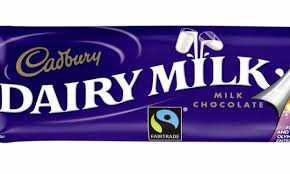 Cadbury
DAIRY MILK
MILK
CHOCOLATE
FAIRTRADE
AND